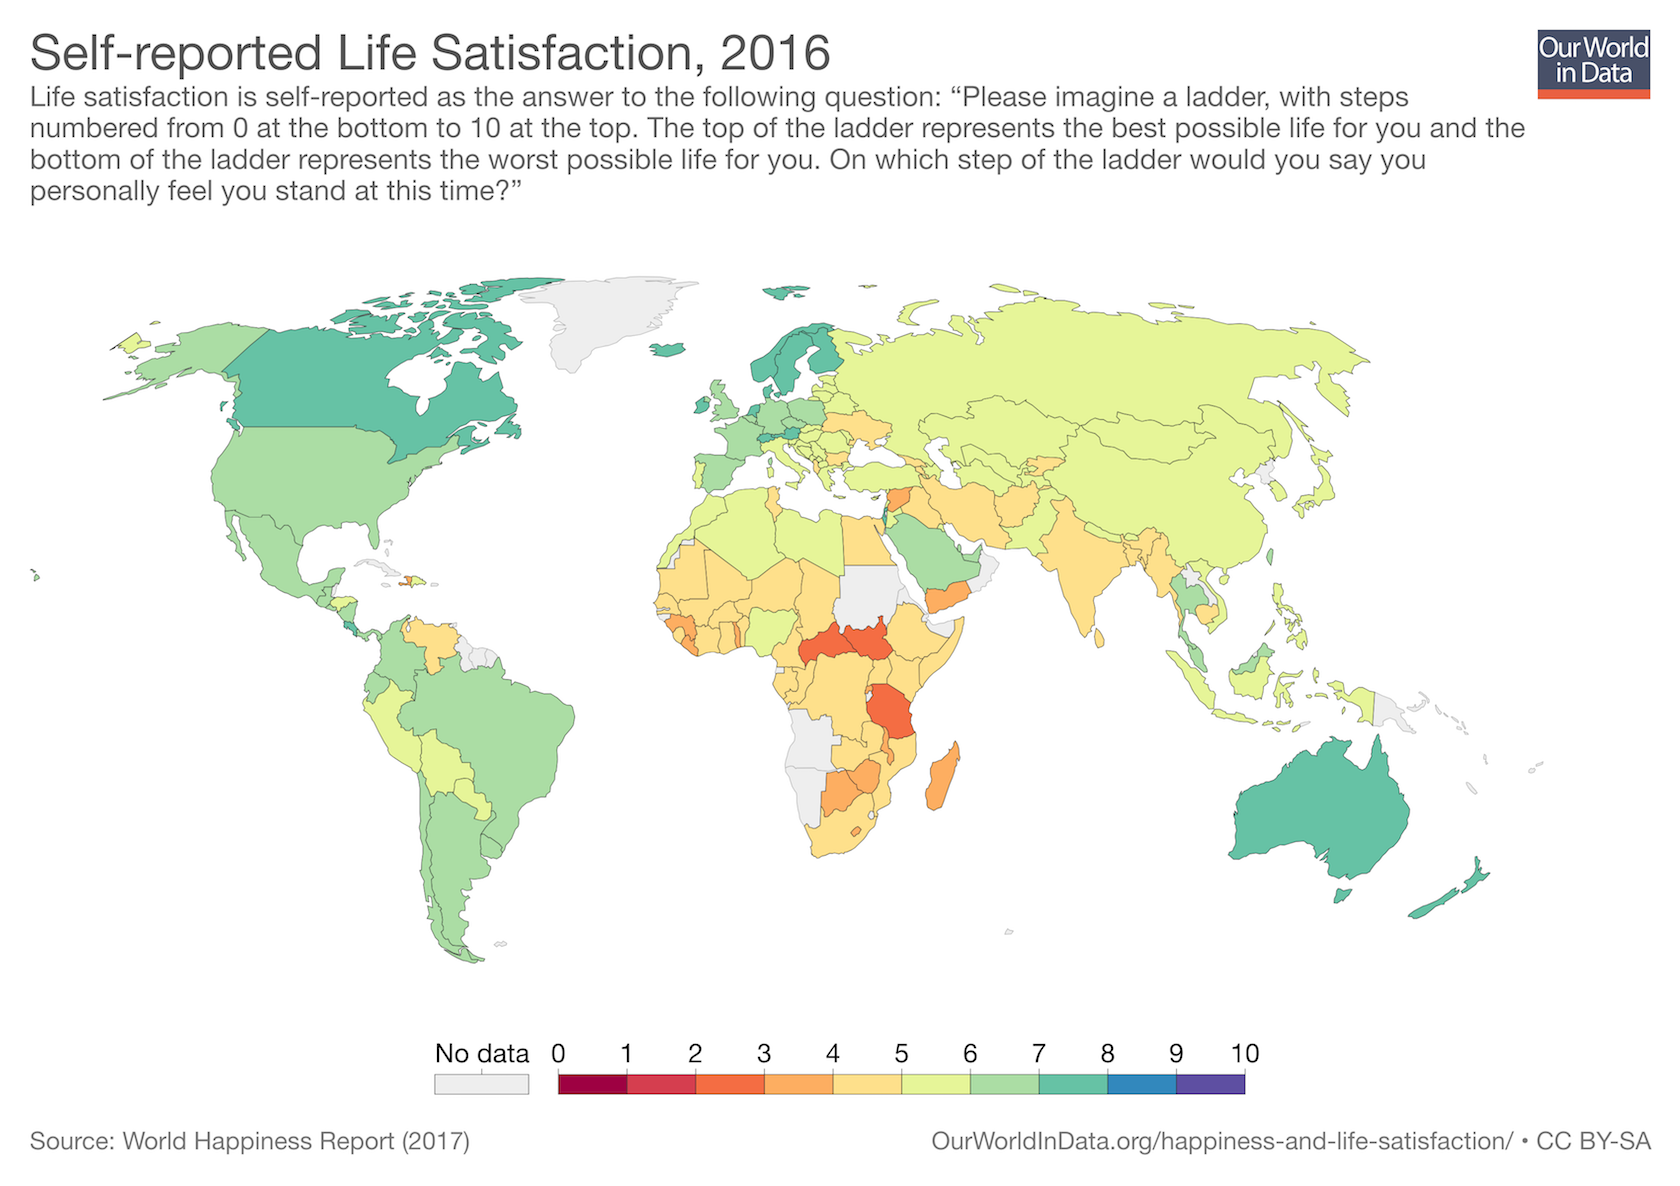 Self-reported Life Satisfaction, 2016
Our World
in Data
Life satisfaction is self-reported as the answer to the following question: “Please imagine a ladder, with steps
numbered from 0 at the bottom to 10 at the top. The top of the ladder represents the best possible life for you and the
bottom of the ladder represents the worst possible life for you. On which step of the ladder would you say you
personally feel you stand at this time?”
No data 0 1 2 3 4 5 6 7 8 9 10
Source: World Happiness Report (2017)
OurWorldInData.org/happiness-and-life-satisfaction/ • CC BY-SA